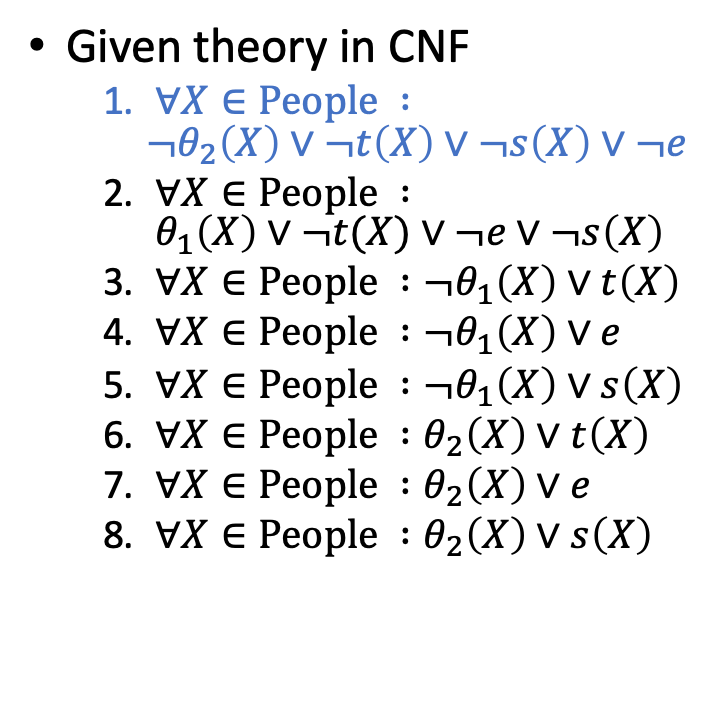 • Given theory in CNF
1. ∀𝑋 ∈ People :
¬𝜃₂(𝑋) ∨ ¬𝑡(𝑋) ∨ ¬𝑠(𝑋) ∨ ¬𝑒
2. ∀𝑋 ∈ People :
𝜃₁(𝑋) ∨ ¬𝑡(𝑋) ∨ ¬𝑒 ∨ ¬𝑠(𝑋)
3. ∀𝑋 ∈ People : ¬𝜃₁(𝑋) ∨ 𝑡(𝑋)
4. ∀𝑋 ∈ People : ¬𝜃₁(𝑋) ∨ 𝑒
5. ∀𝑋 ∈ People : ¬𝜃₁(𝑋) ∨ 𝑠(𝑋)
6. ∀𝑋 ∈ People : 𝜃₂(𝑋) ∨ 𝑡(𝑋)
7. ∀𝑋 ∈ People : 𝜃₂(𝑋) ∨ 𝑒
8. ∀𝑋 ∈ People : 𝜃₂(𝑋) ∨ 𝑠(𝑋)